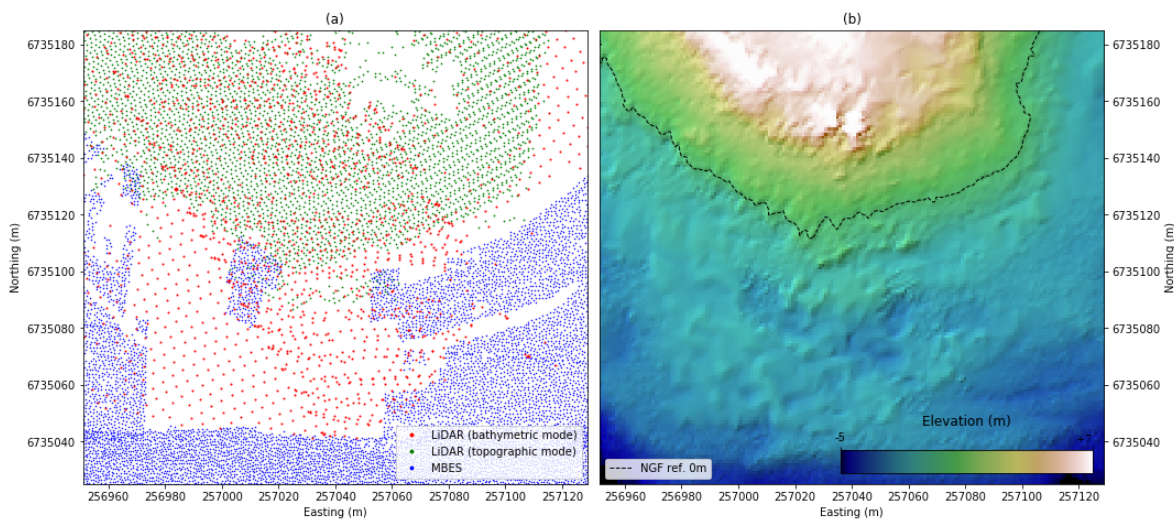 (a)
(b)
6735180
6735160
6735140
6735120
6735100
6735080
6735060
6735040
Northing (m)
LiDAR (bathymetric mode)
LiDAR (topographic mode)
MBES
256960 256980 257000 257020 257040 257060 257080 257100 257120
Easting (m)
Elevation (m)
-5
+7
NGF ref. 0m
256960 256980 257000 257020 257040 257060 257080 257100 257120
Easting (m)
6735180
6735160
6735140
6735120
6735100
6735080
6735060
6735040
Northing (m)